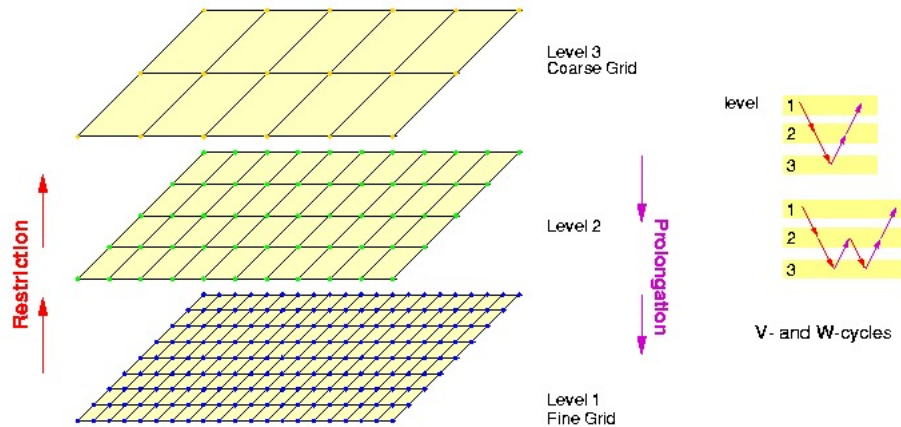 Level 3
Coarse Grid
Restriction
Level 2
Prolongation
Level 1
Fine Grid
level
1
2
3
1
2
3
V- and W-cycles